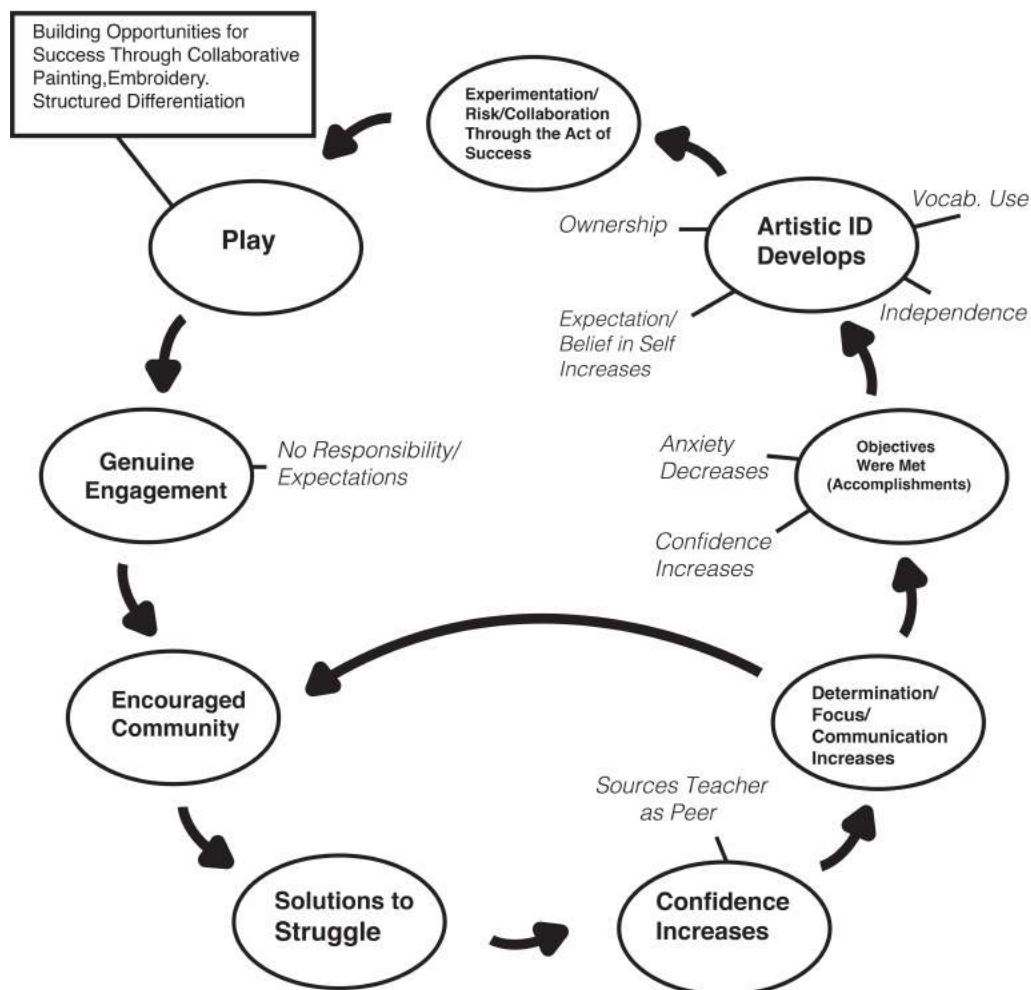 Building Opportunities for
Success Through Collaborative
Painting,Embroidery.
Structured Differentiation
Experimentation/
Risk/Collaboration
Through the Act of
Success
Play
Ownership
Artistic ID
Develops
Vocab. Use
Expectation/
Belief in Self
Increases
Independence
Genuine
Engagement
No Responsibility/
Expectations
Anxiety
Decreases
Objectives
Were Met
(Accomplishments)
Confidence
Increases
Encouraged
Community
Determination/
Focus/
Communication
Increases
Sources Teacher
as Peer
Solutions to
Struggle
Confidence
Increases